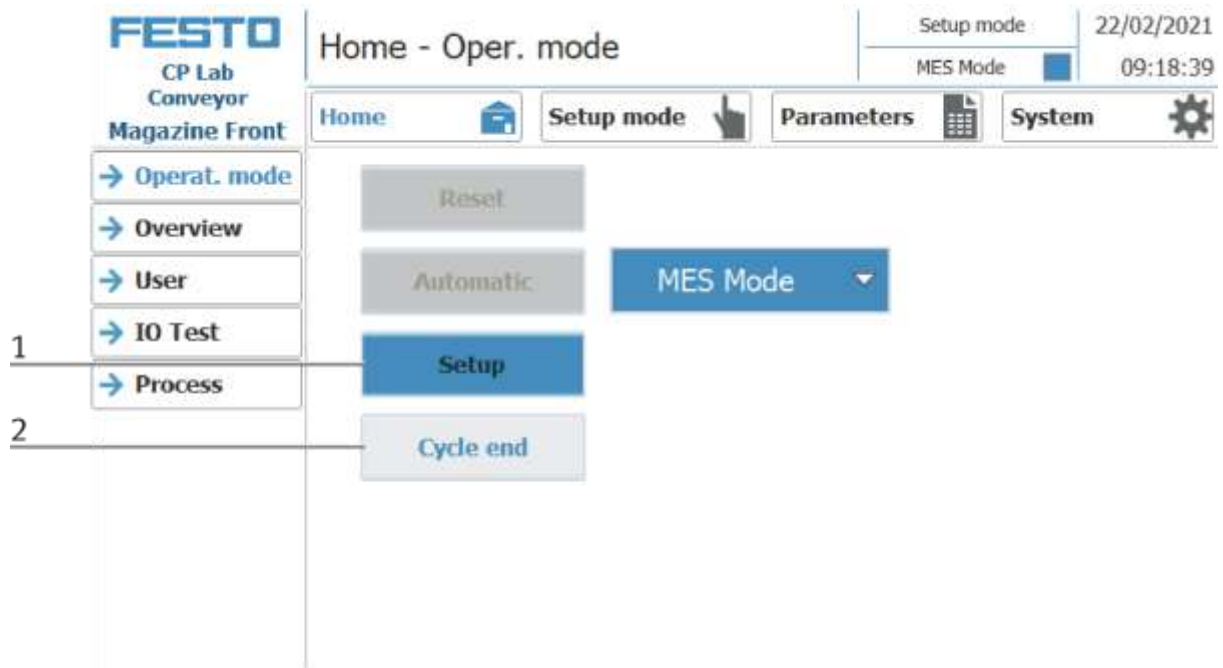 FESTO
CP Lab
Conveyor
Magazine Front
Home - Oper. mode
Setup mode
MES Mode
22/02/2021
09:18:39
Home
Setup mode
Parameters
System
Operat. mode
Overview
User
IO Test
Process
Reset
Automatic
MES Mode
Setup
Cycle end
1
2